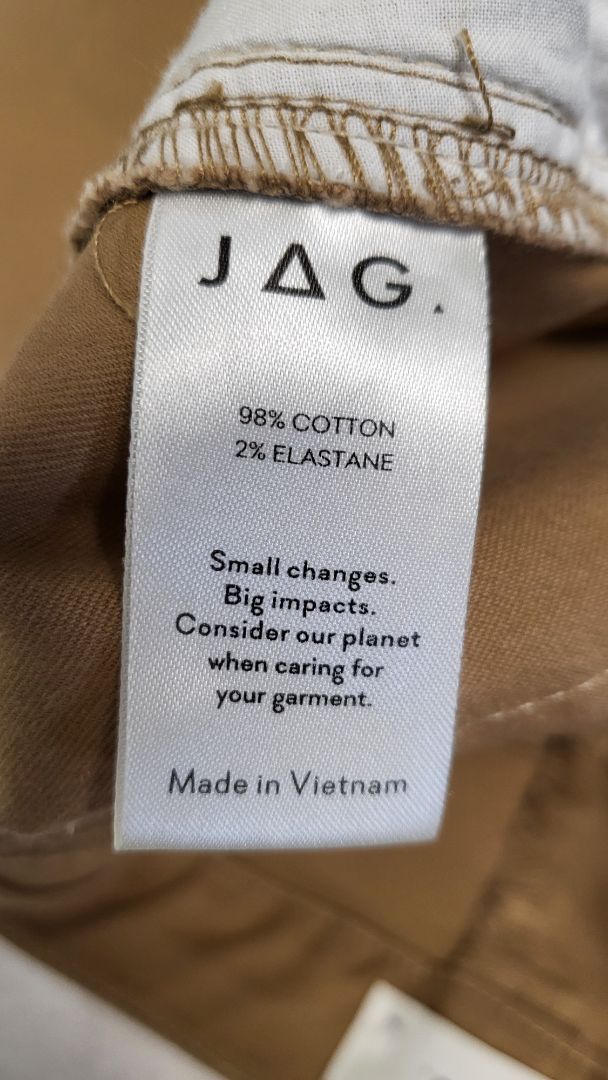 JAG.
98% COTTON
2% ELASTANE
Small changes.
Big impacts.
Consider our planet
when caring for
your garment.
Made in Vietnam